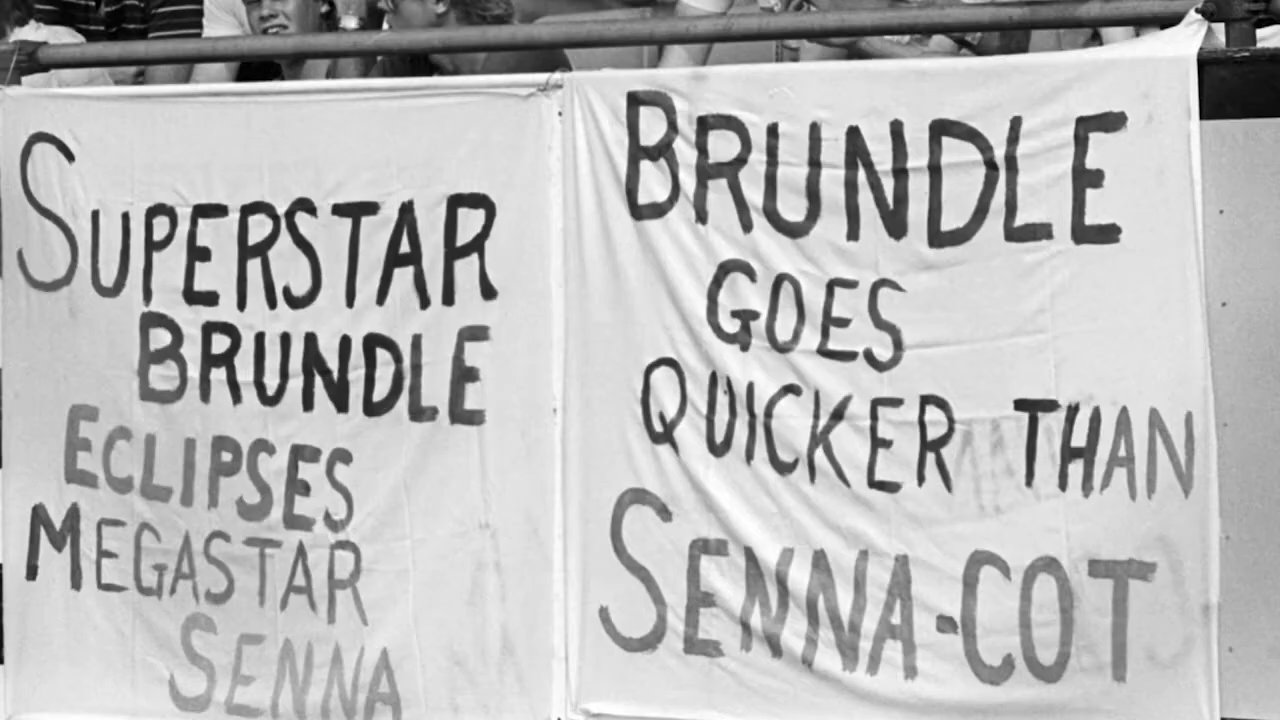 SUPERSTAR
BRUNDLE
ECLIPSES
MEGASTAR
SENNA
BRUNDLE
GOES
QUICKER THAN
SENNA-COT